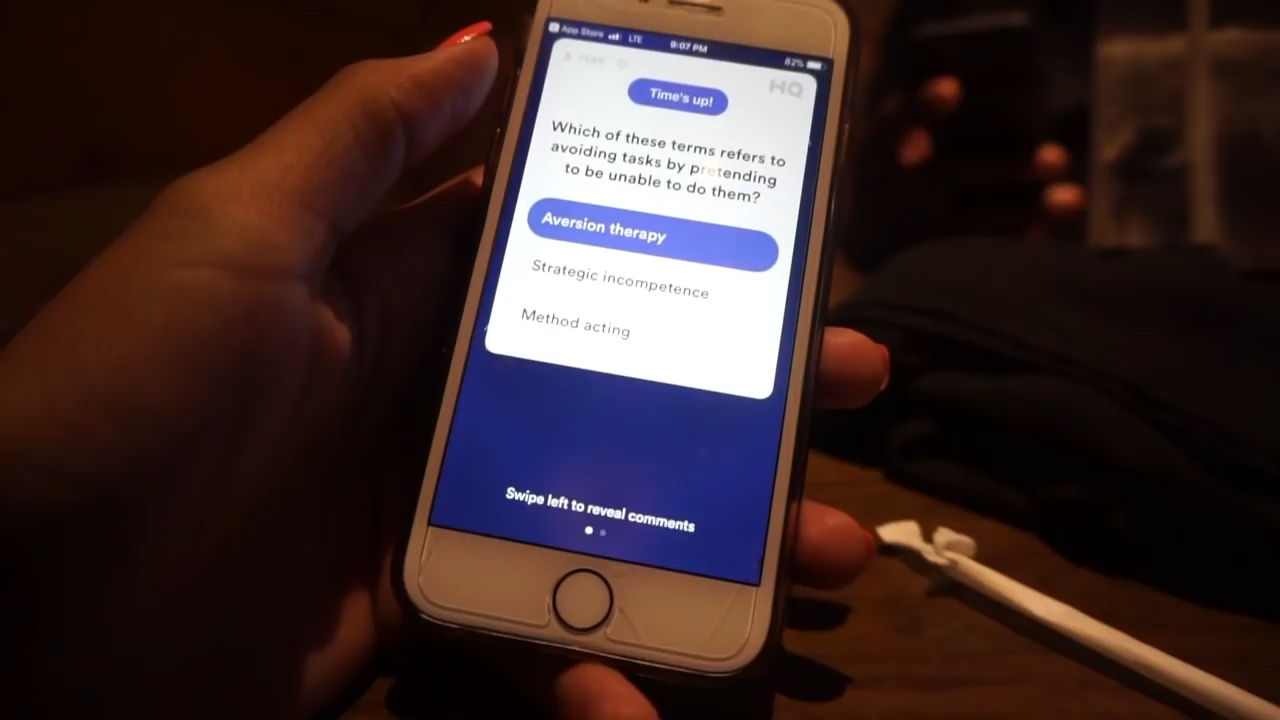 App Store LTE 9:07 PM 82%
HQ
Time's up!
Which of these terms refers to
avoiding tasks by pretending
to be unable to do them?
Aversion therapy
Strategic incompetence
Method acting
Swipe left to reveal comments